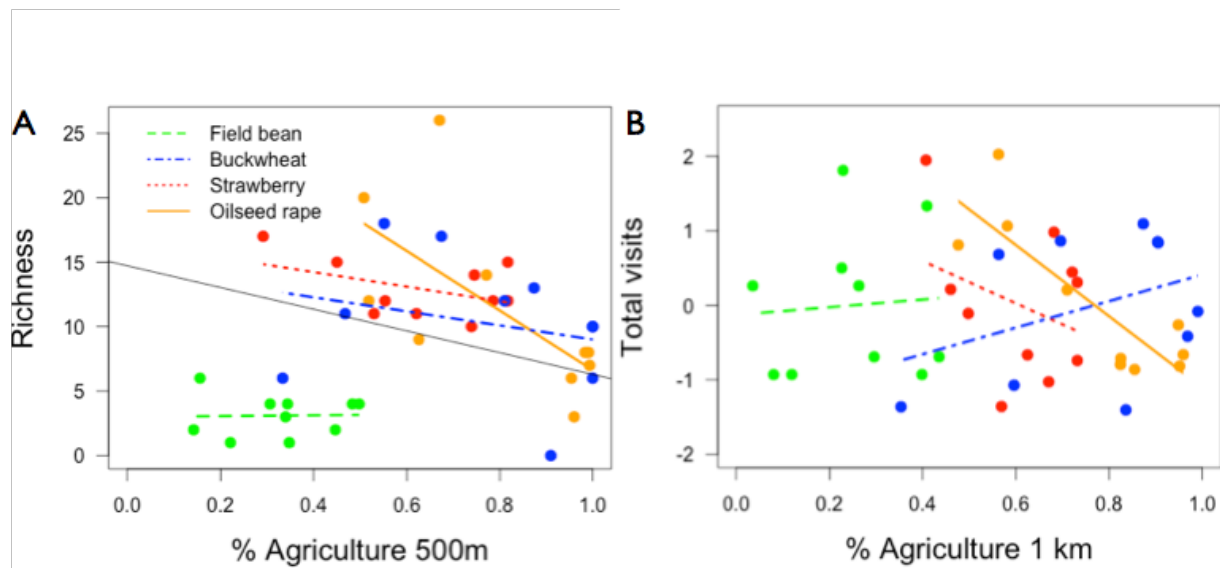 A
Richness
25
20
15
10
5
0
Field bean
Buckwheat
Strawberry
Oilseed rape
0.0 0.2 0.4 0.6 0.8 1.0
% Agriculture 500m
B
Total visits
2
1
0
-1
-2
0.0 0.2 0.4 0.6 0.8 1.0
% Agriculture 1 km